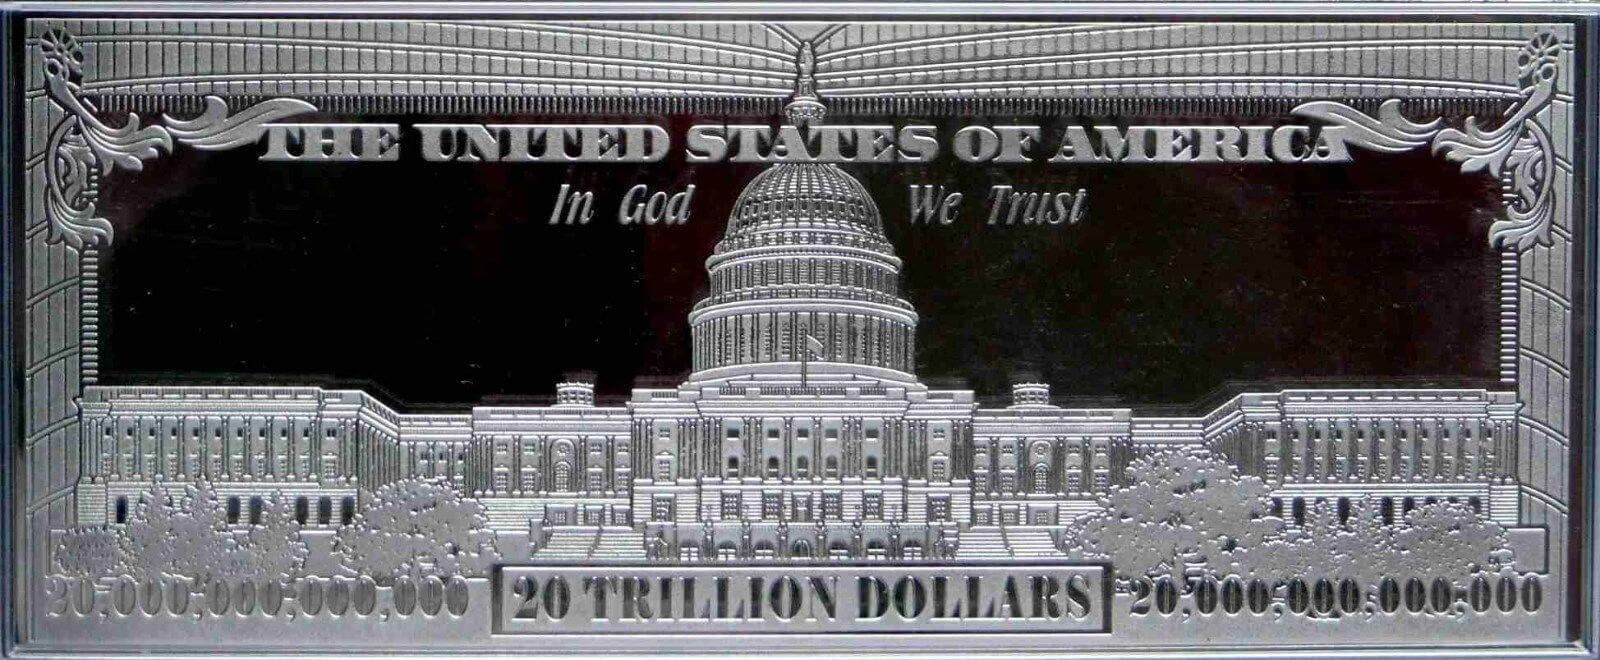 THE UNITED STATES OF AMERICA
In God We Trust
20,000,000,000,000 20 TRILLION DOLLARS 20,000,000,000,000